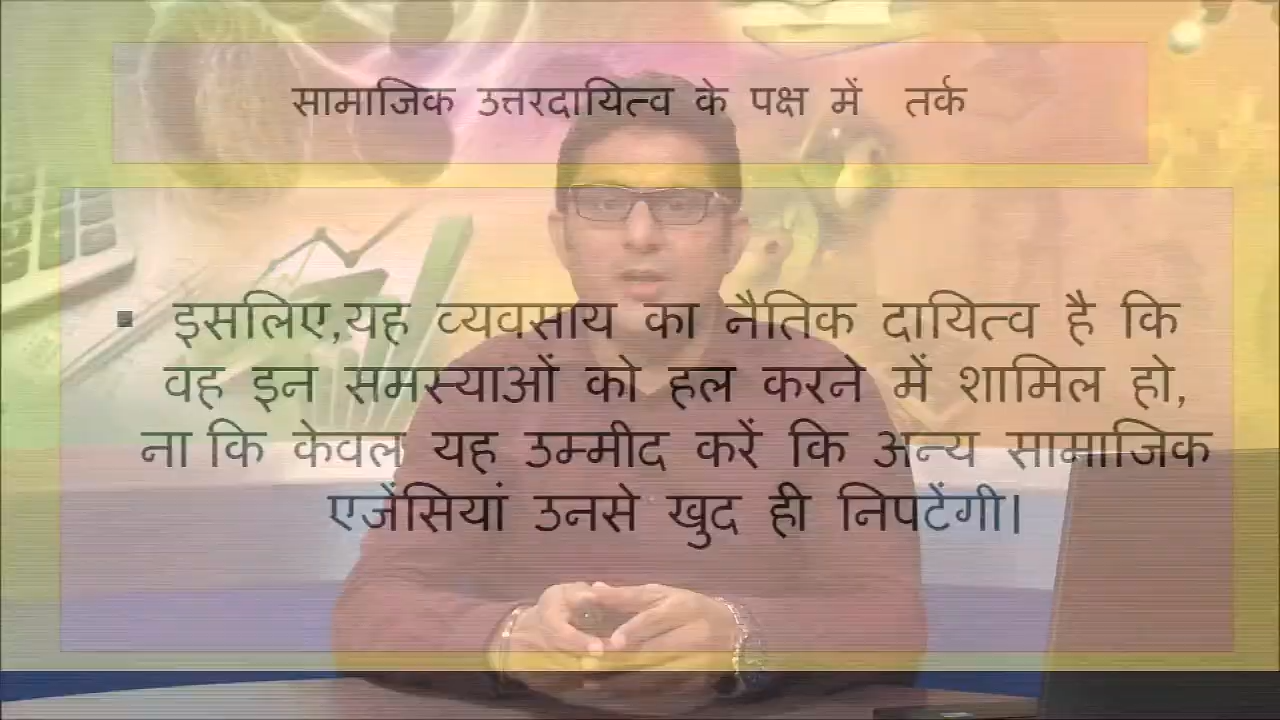 सामाजिक उत्तरदायित्व के पक्ष में तर्क
▪ इसलिए,यह व्यवसाय का नैतिक दायित्व है कि
वह इन समस्याओं को हल करने में शामिल हो,
ना कि केवल यह उम्मीद करें कि अन्य सामाजिक
एजेंसियां उनसे खुद ही निपटेंगी।